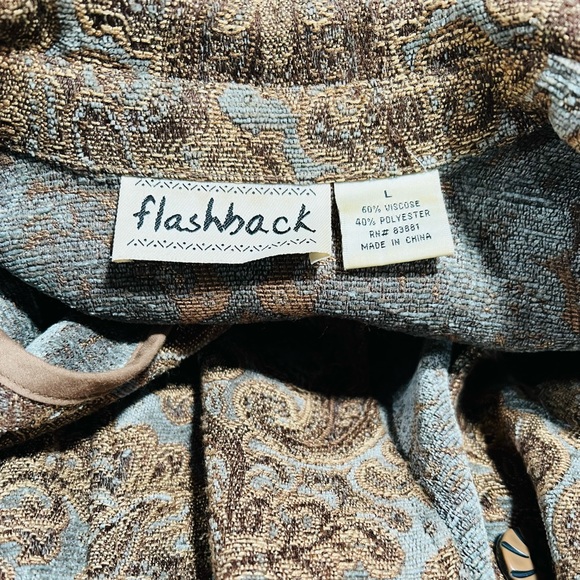 flashback
L
60% VISCOSE
40% POLYESTER
RN# 83881
MADE IN CHINA